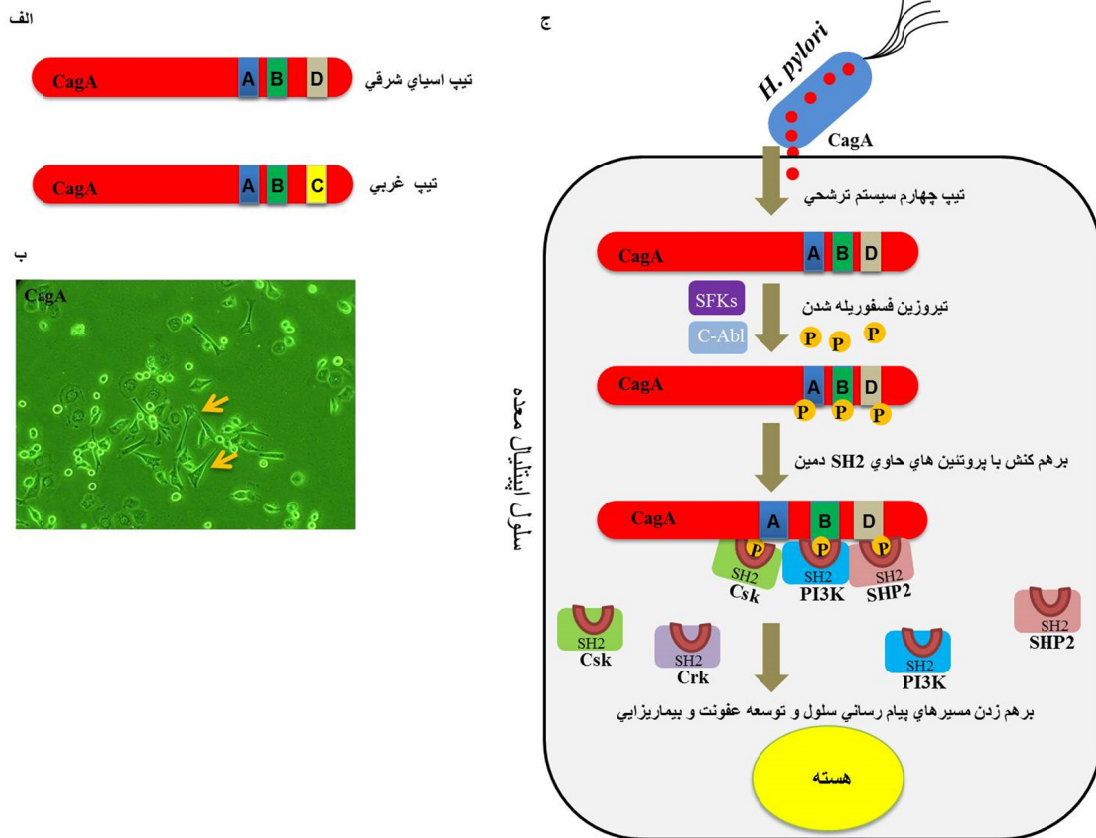 الف
CagA A B D تيپ اسياي شرقي
CagA A B C تيپ غربي
ب
CagA
ج
H. pylori
CagA
تيپ چهارم سيستم ترشحي
CagA A B D
SFKs
C-Abl
تيروزين فسفوريله شدن
P P P
CagA A B D
P P P
برهم كنش با پروتئين هاي حاوي SH2 دمين
CagA A B D
P P P
SH2 SH2 SH2
Csk PI3K SHP2
SH2
Csk
SH2
Crk
SH2
PI3K
SH2
SHP2
برهم زدن مسيرهاي پيام رساني سلول و توسعه عفونت و بيماريزايي
هسته
سلول اپيتليال معده